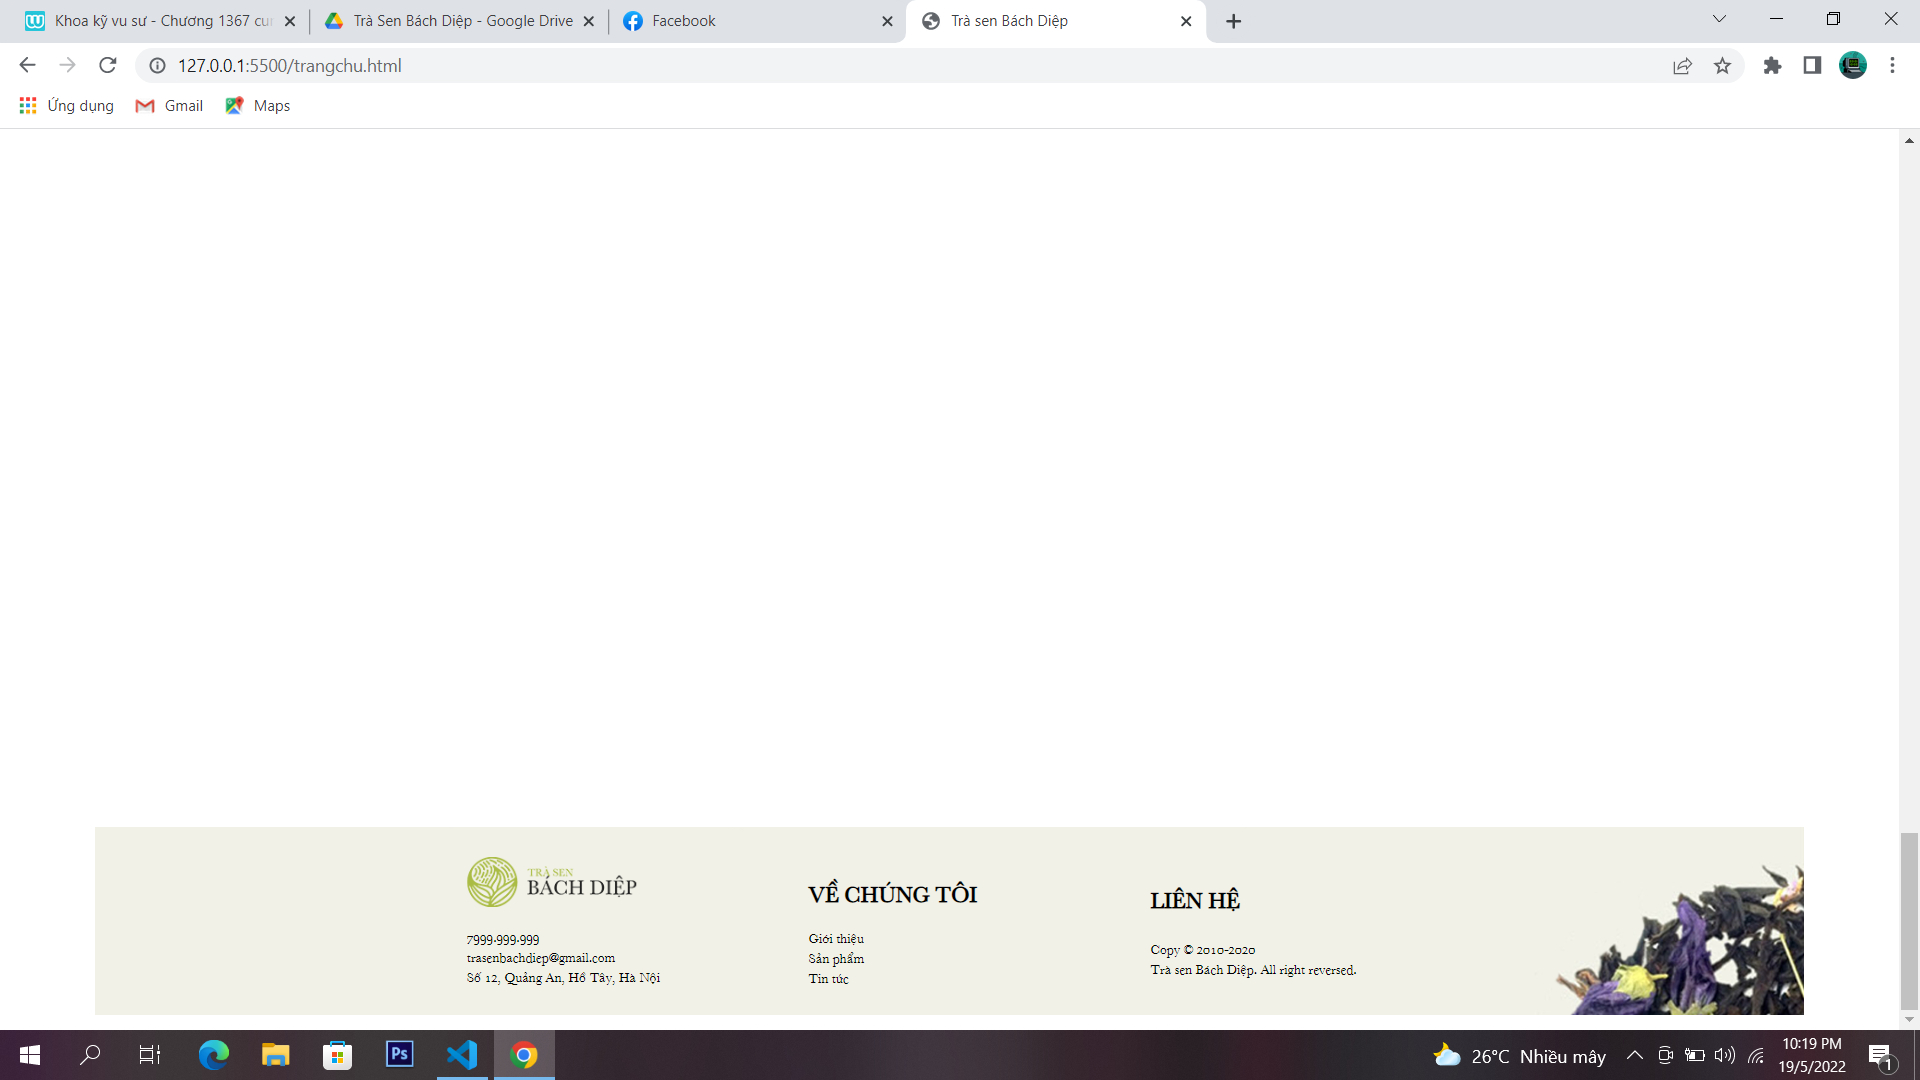 Khoa kỹ vu sư - Chương 1367 cur
Trà Sen Bách Diệp - Google Drive
Facebook
Trà sen Bách Diệp
127.0.0.1:5500/trangchu.html
Ứng dụng
Gmail
Maps
TRÀ SEN
BÁCH DIỆP
7999.999.999
trasenbachdiep@gmail.com
Số 12, Quảng An, Hồ Tây, Hà Nội
VỀ CHÚNG TÔI
Giới thiệu
Sản phẩm
Tin tức
LIÊN HỆ
Copy © 2010-2020
Trà sen Bách Diệp. All right reversed.
Ps
26°C Nhiều mây
10:19 PM
19/5/2022
1